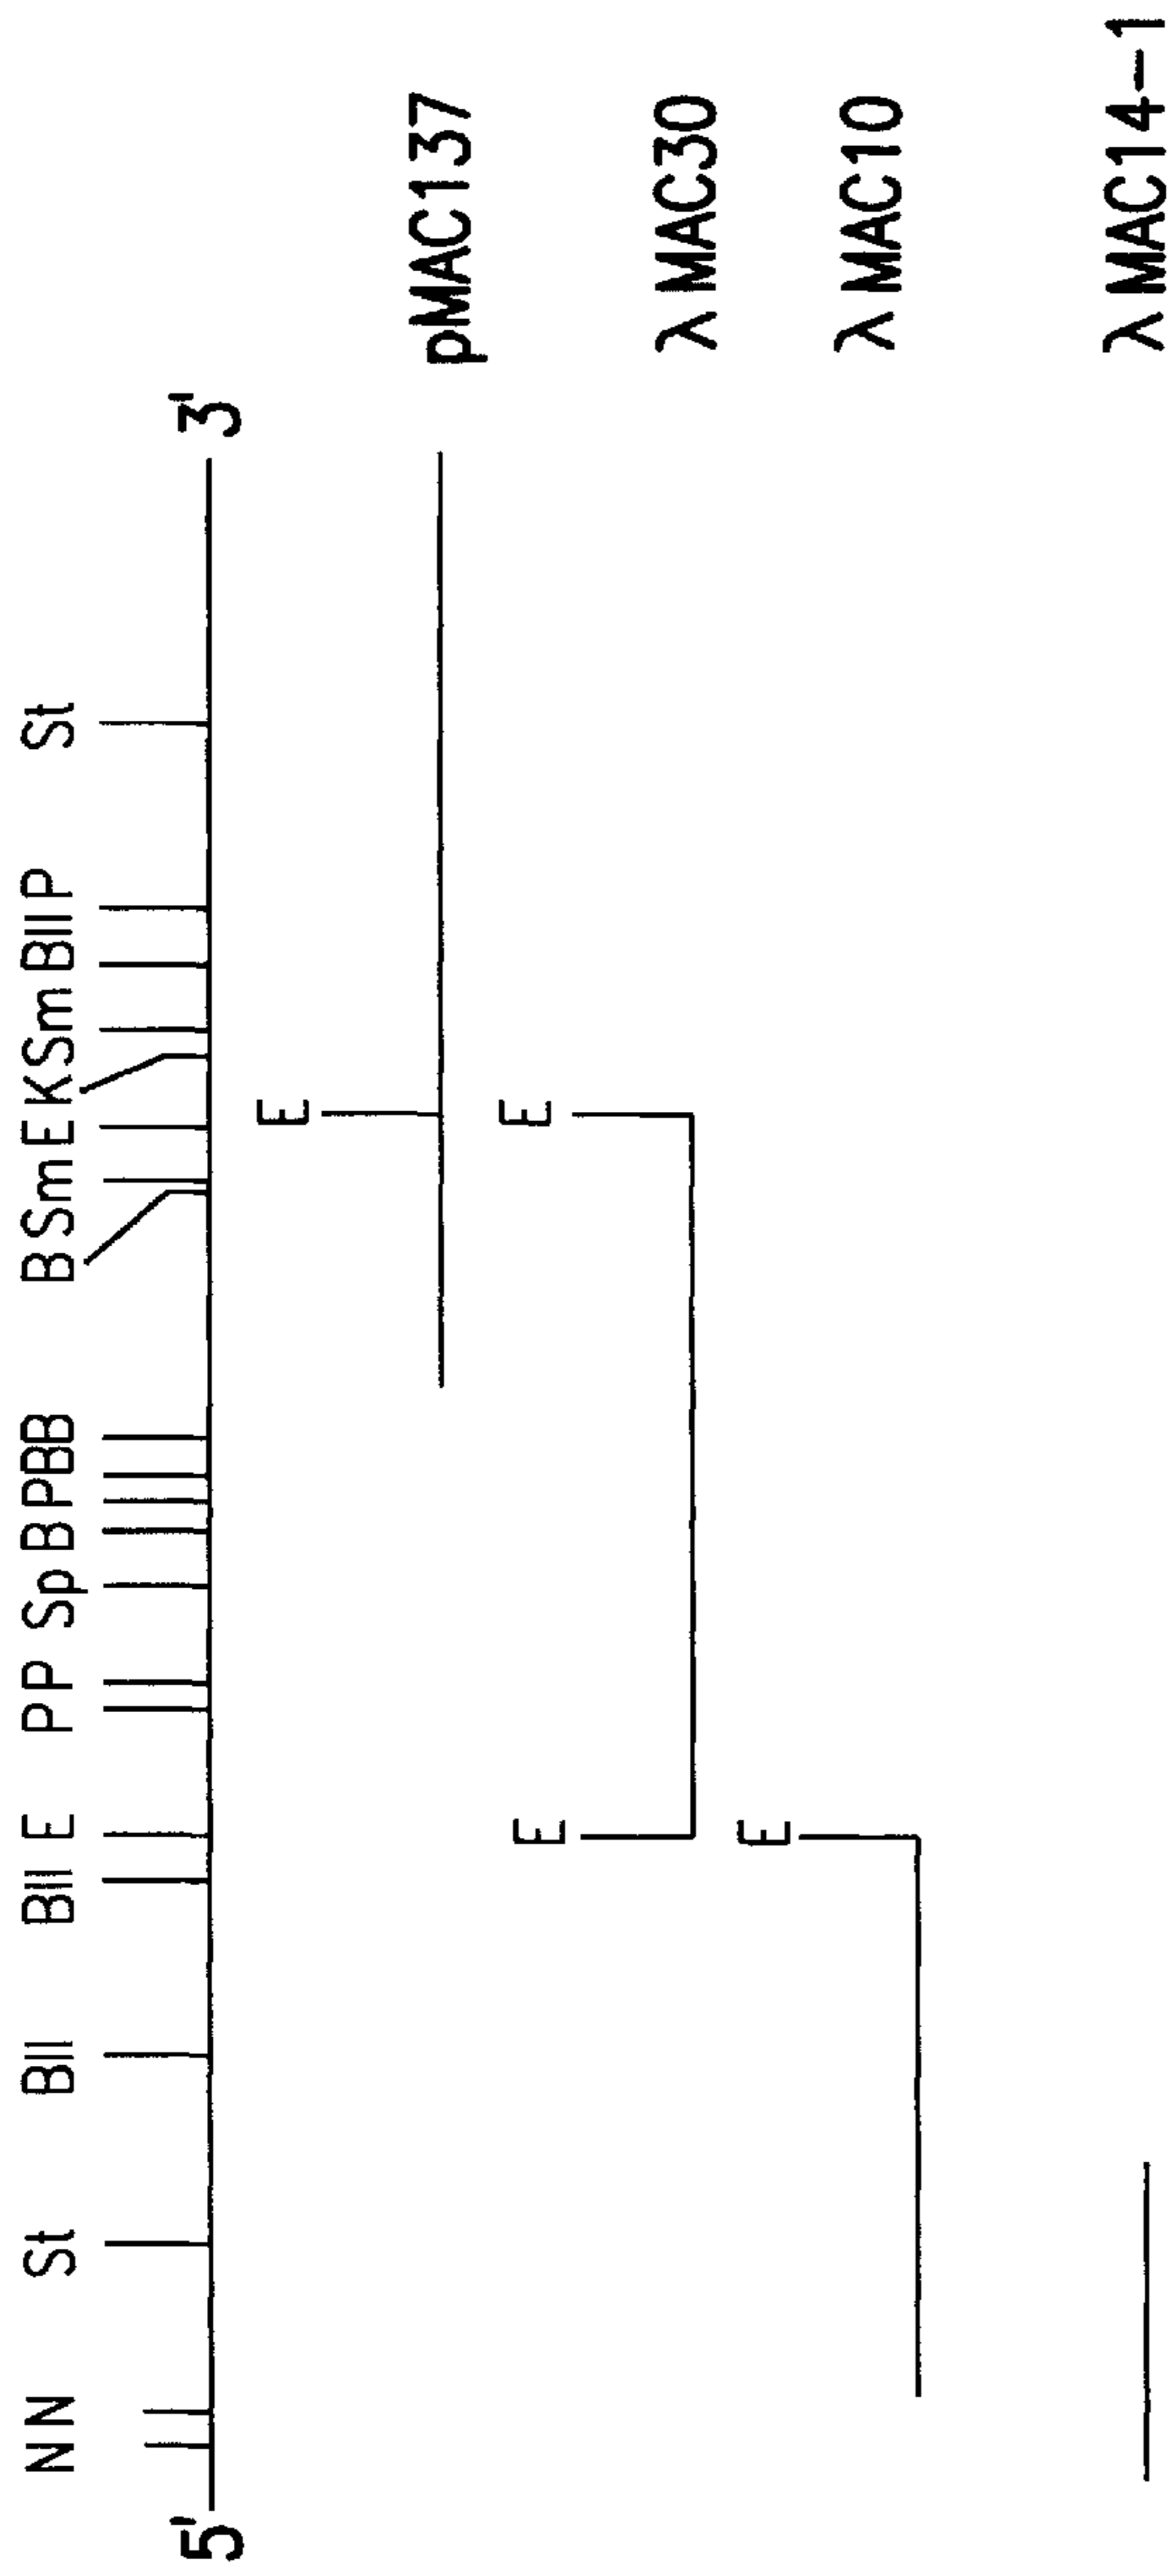 N N St BII BII E P P Sp B P B B B Sm E K Sm BII P St
5' 3'
E
pMAC137
E E
λ MAC30
E
λ MAC10
λ MAC14-1